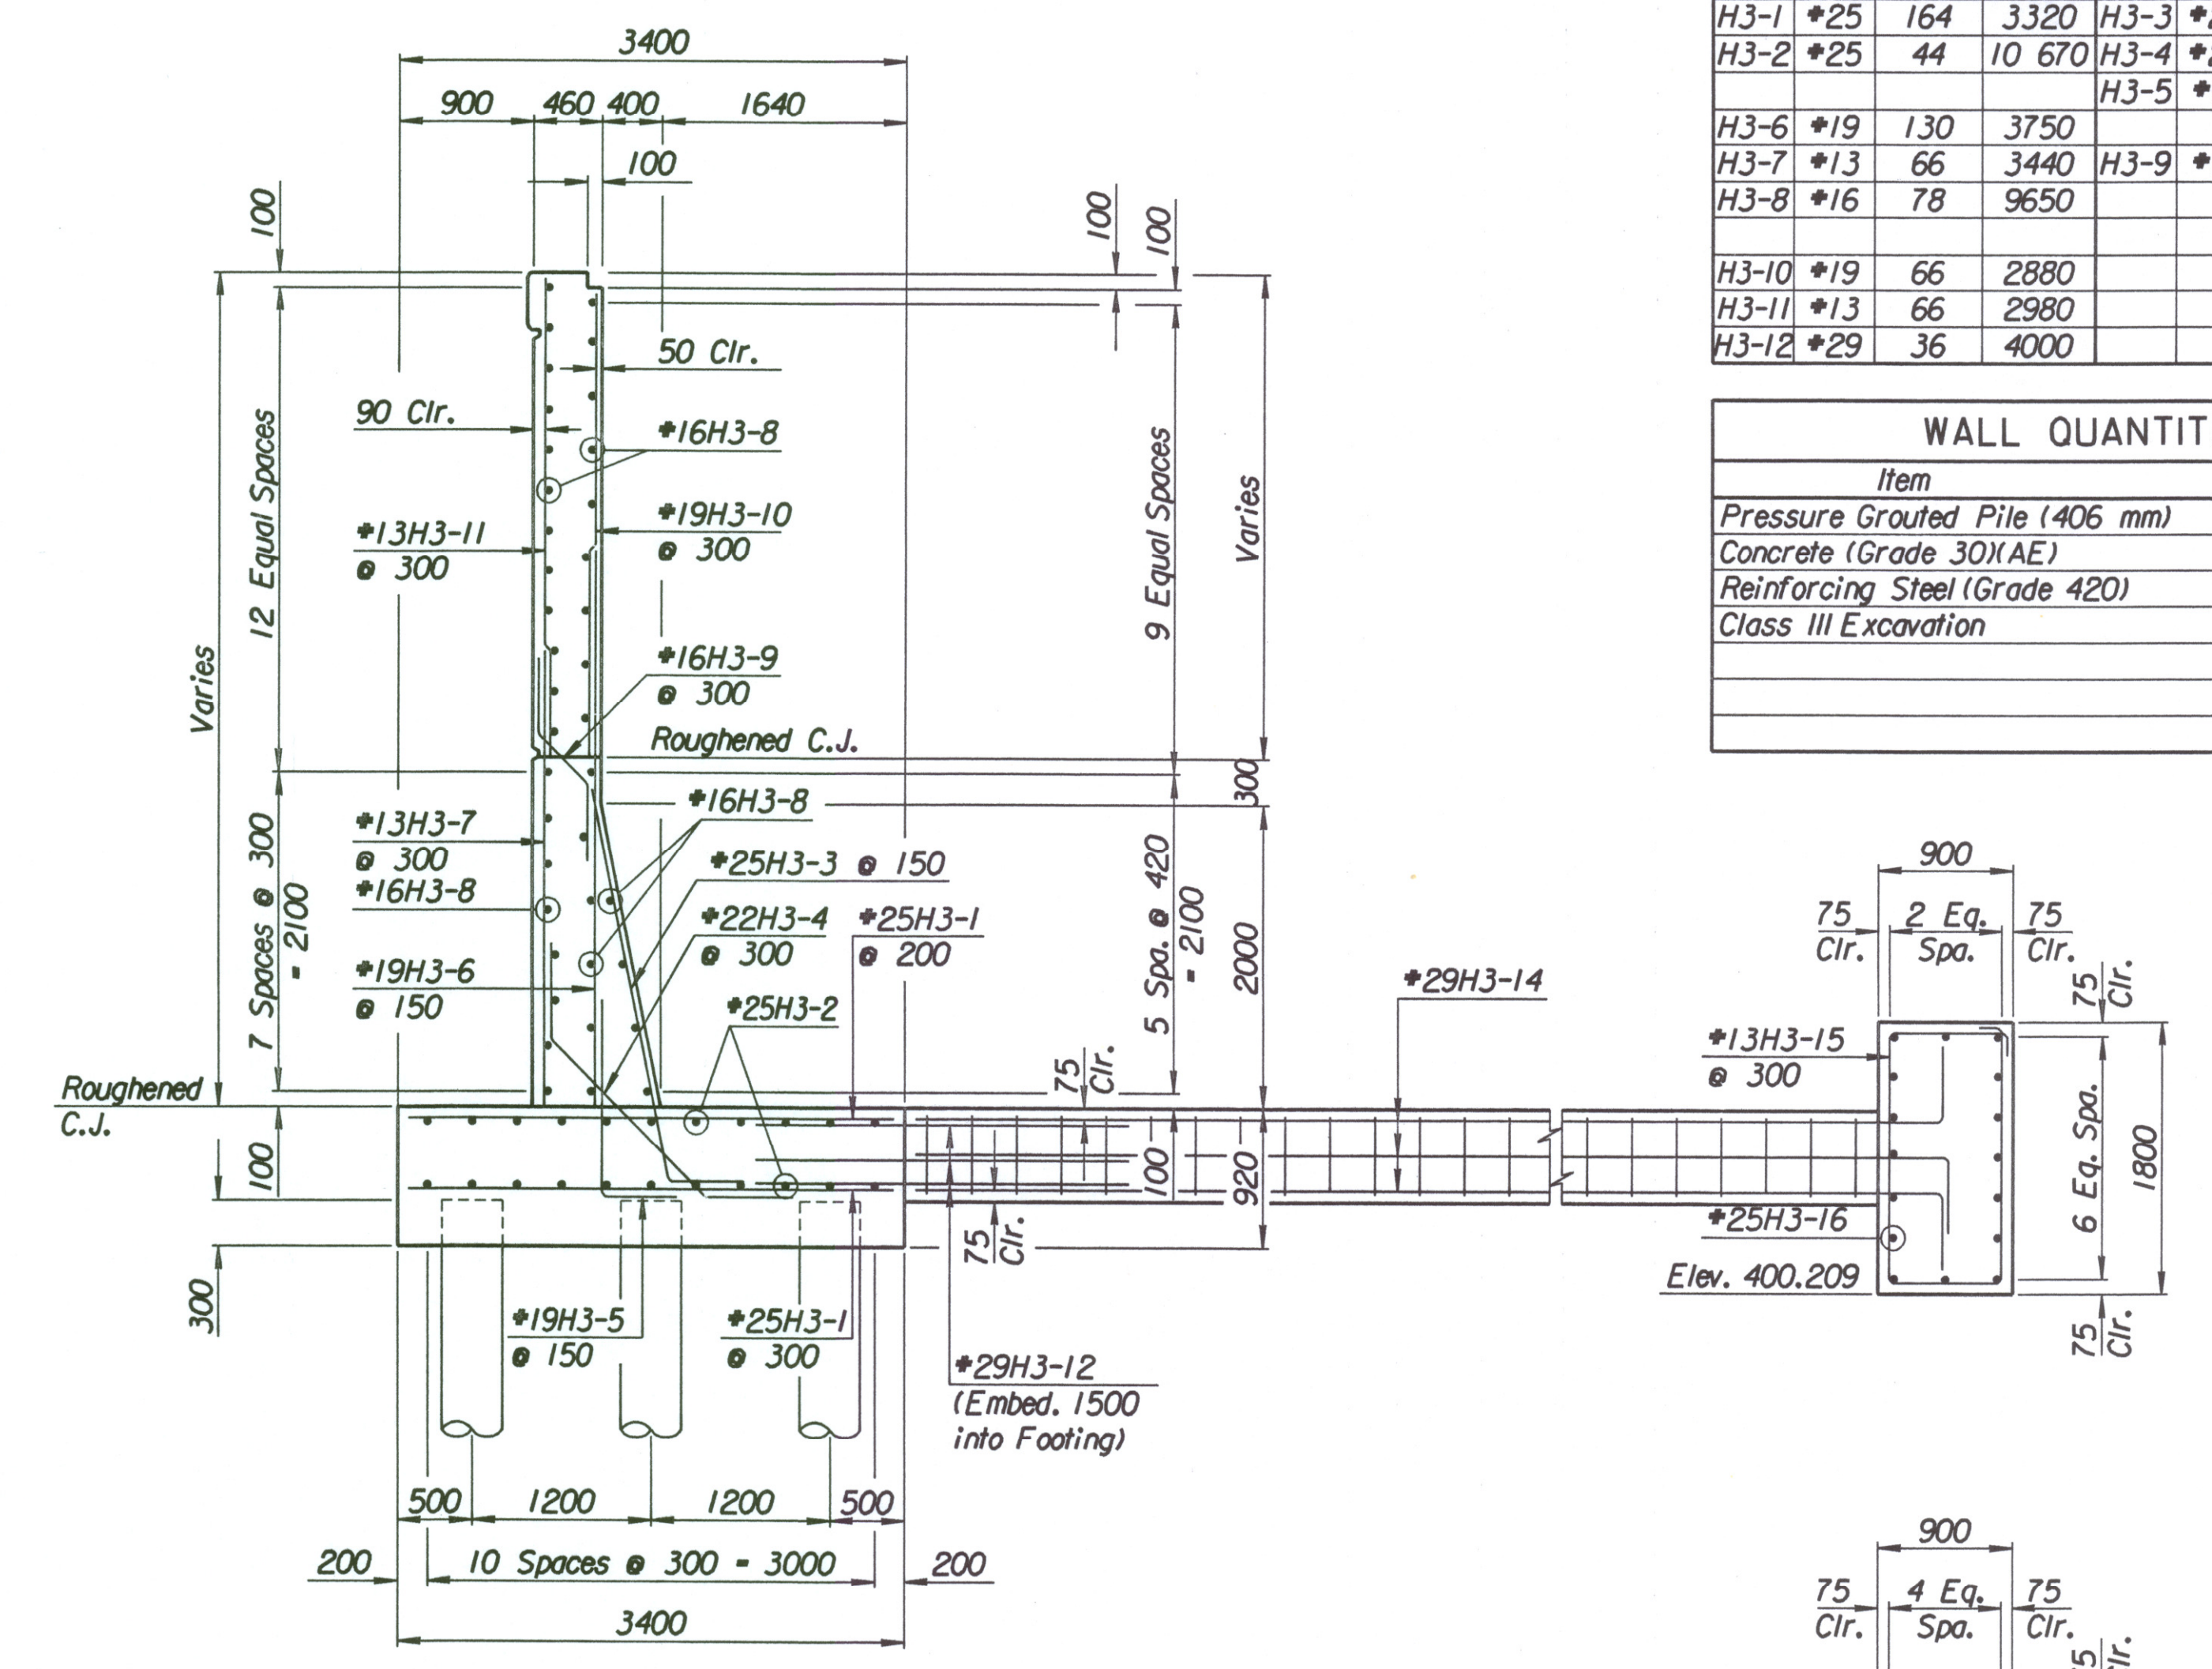 3400
900 460 400 1640
100
100
100
100
50 Clr.
90 Clr.
12 Equal Spaces
Varies
9 Equal Spaces
Varies
#16H3-8
#13H3-11
@ 300
#19H3-10
@ 300
#16H3-9
@ 300
Roughened C.J.
300
#16H3-8
#13H3-7
@ 300
#16H3-8
7 Spaces @ 300
= 2100
#25H3-3 @ 150
#22H3-4
@ 300
#25H3-1
@ 200
5 Spa. @ 420
= 2100
2000
#19H3-6
@ 150
#25H3-2
75
Clr.
Roughened
C.J.
100
300
100
920
75
Clr.
#29H3-14
#19H3-5
@ 150
#25H3-1
@ 300
#29H3-12
(Embed. 1500
into Footing)
500 1200 1200 500
200 10 Spaces @ 300 = 3000 200
3400
H3-1 #25 164 3320 H3-3
H3-2 #25 44 10 670 H3-4
H3-5
H3-6 #19 130 3750
H3-7 #13 66 3440 H3-9
H3-8 #16 78 9650
H3-10 #19 66 2880
H3-11 #13 66 2980
H3-12 #29 36 4000
WALL QUANTIT
Item
Pressure Grouted Pile (406 mm)
Concrete (Grade 30)(AE)
Reinforcing Steel (Grade 420)
Class III Excavation
900
75 2 Eq. 75
Clr. Spa. Clr.
75
Clr.
#13H3-15
@ 300
6 Eq. Spa.
1800
#25H3-16
Elev. 400.209
75
Clr.
900
75 4 Eq. 75
Clr. Spa. Clr.